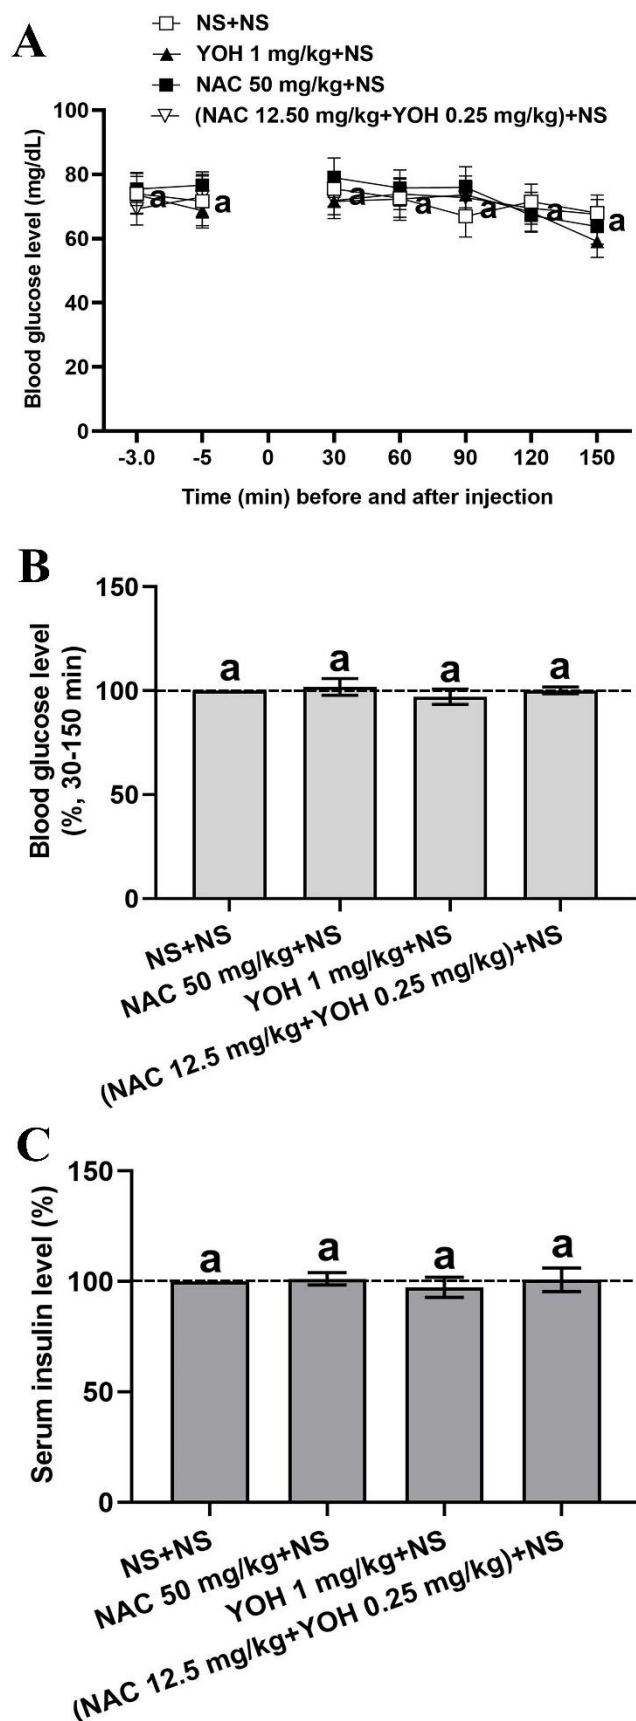 A
NS+NS
YOH 1 mg/kg+NS
NAC 50 mg/kg+NS
(NAC 12.50 mg/kg+YOH 0.25 mg/kg)+NS
Blood glucose level (mg/dL)
100
80
60
40
20
0
a a a a a a a
-3.0 -5 0 30 60 90 120 150
Time (min) before and after injection
B
Blood glucose level
(%, 30-150 min)
150
100
50
0
a a a a
NS+NS
NAC 50 mg/kg+NS
YOH 1 mg/kg+NS
(NAC 12.5 mg/kg+YOH 0.25 mg/kg)+NS
C
Serum insulin level (%)
150
100
50
0
a a a a
NS+NS
NAC 50 mg/kg+NS
YOH 1 mg/kg+NS
(NAC 12.5 mg/kg+YOH 0.25 mg/kg)+NS